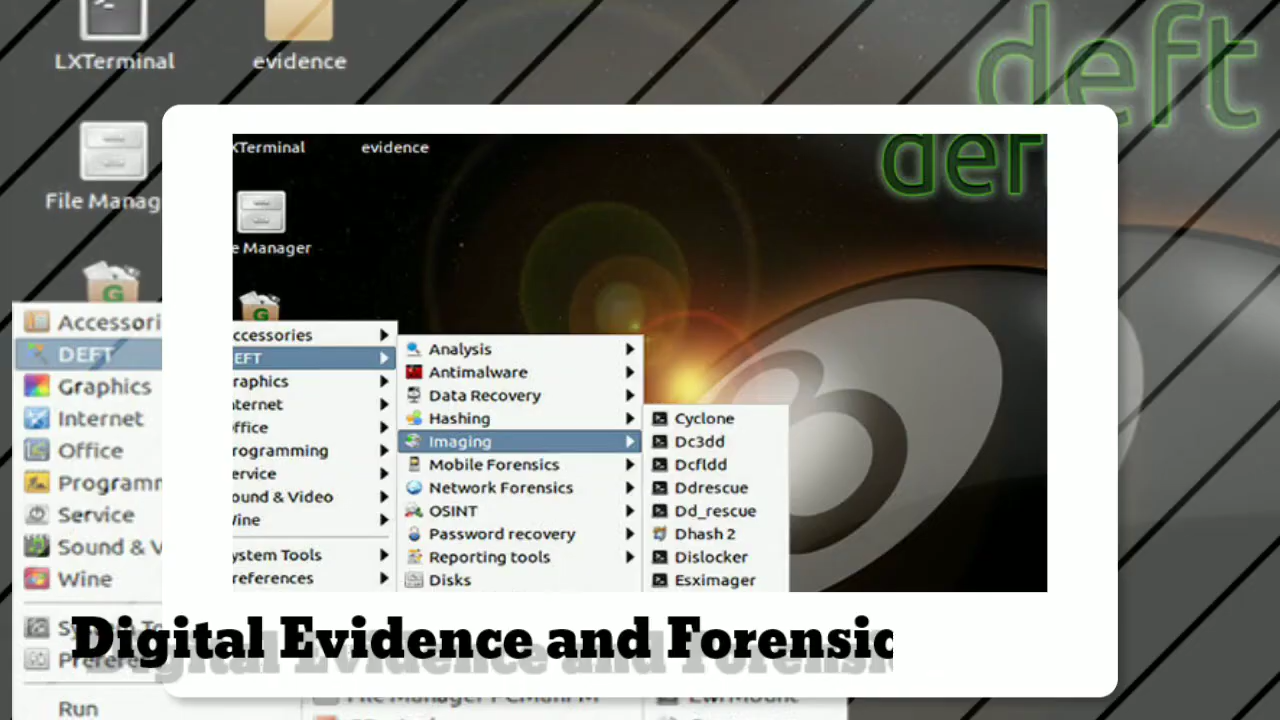 LXTerminal
evidence
deft
File Manag
Accessori
DEFT
Graphics
Internet
Office
Programm
Service
Sound & V
Wine
Run
XTerminal
evidence
def
e Manager
ccessories
EFT
raphics
nternet
ffice
rogramming
ervice
ound & Video
Wine
ystem Tools
references
Analysis
Antimalware
Data Recovery
Hashing
Imaging
Mobile Forensics
Network Forensics
OSINT
Password recovery
Reporting tools
Disks
Cyclone
Dc3dd
Dcfldd
Ddrescue
Dd_rescue
Dhash 2
Dislocker
Esximager
Digital Evidence and Forensic